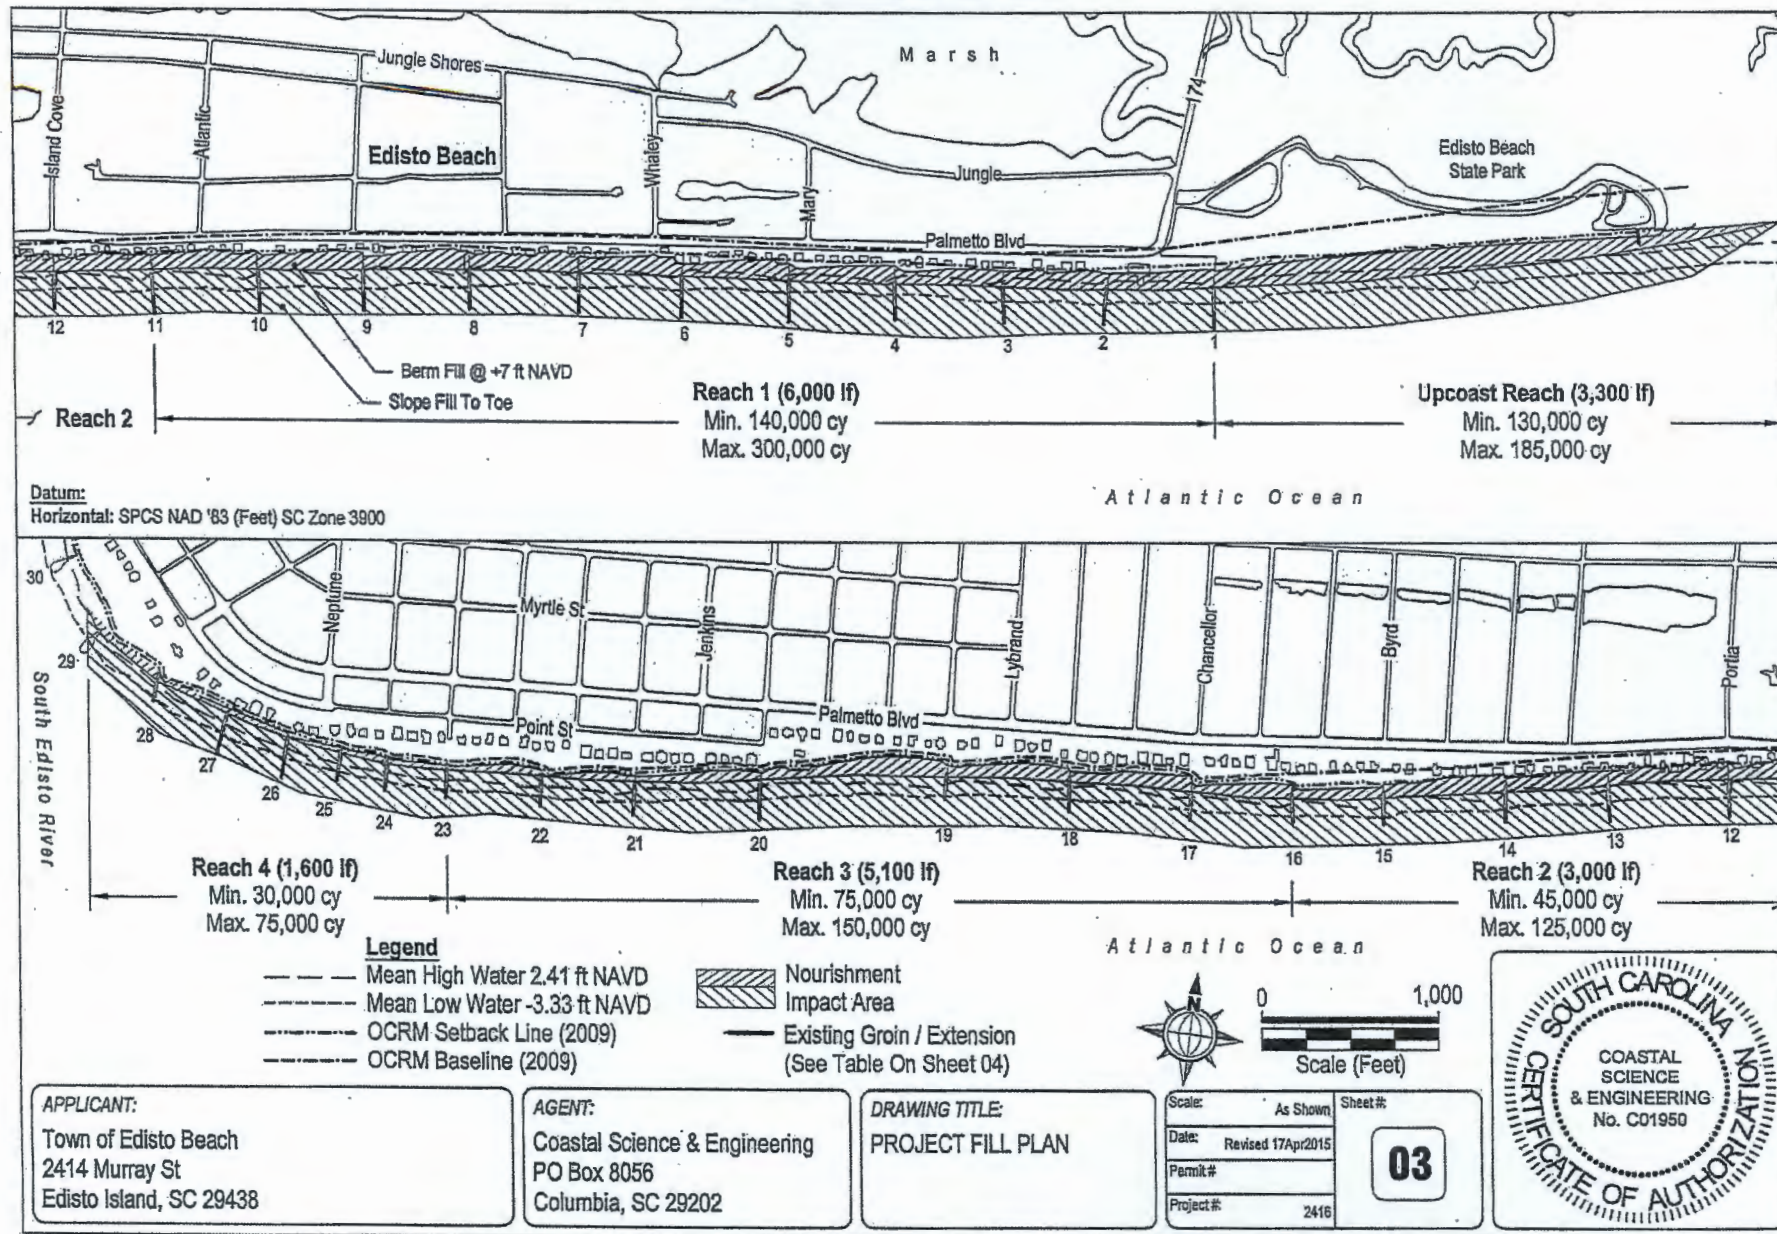 Marsh
Jungle Shores
174
Island Cove
Atlantic
Edisto Beach
Whaley
Mary
Jungle
Edisto Beach
State Park
Palmetto Blvd
12
11
10
9
8
7
6
5
4
3
2
1
Berm Fill @ +7 ft NAVD
Slope Fill To Toe
Reach 2
Reach 1 (6,000 lf)
Min. 140,000 cy
Max. 300,000 cy
Upcoast Reach (3,300 lf)
Min. 130,000 cy
Max. 185,000 cy
Datum:
Horizontal: SPCS NAD '83 (Feet) SC Zone 3900
Atlantic Ocean
30
29
South Edisto River
Neptune
Myrtle St
Jenkins
Lybrand
Chancellor
Byrd
Portia
Point St
Palmetto Blvd
28
27
26
25
24
23
22
21
20
19
18
17
16
15
14
13
12
Reach 4 (1,600 lf)
Min. 30,000 cy
Max. 75,000 cy
Reach 3 (5,100 lf)
Min. 75,000 cy
Max. 150,000 cy
Reach 2 (3,000 lf)
Min. 45,000 cy
Max. 125,000 cy
Atlantic Ocean
Legend
Mean High Water 2.41 ft NAVD
Mean Low Water -3.33 ft NAVD
OCRM Setback Line (2009)
OCRM Baseline (2009)
Nourishment
Impact Area
Existing Groin / Extension
(See Table On Sheet 04)
N
0 1,000
Scale (Feet)
SOUTH CAROLINA
CERTIFICATE OF AUTHORIZATION
COASTAL
SCIENCE
& ENGINEERING
No. C01950
APPLICANT:
Town of Edisto Beach
2414 Murray St
Edisto Island, SC 29438
AGENT:
Coastal Science & Engineering
PO Box 8056
Columbia, SC 29202
DRAWING TITLE:
PROJECT FILL PLAN
Scale: As Shown
Date: Revised 17Apr2015
Permit#
Project#: 2416
Sheet#:
03